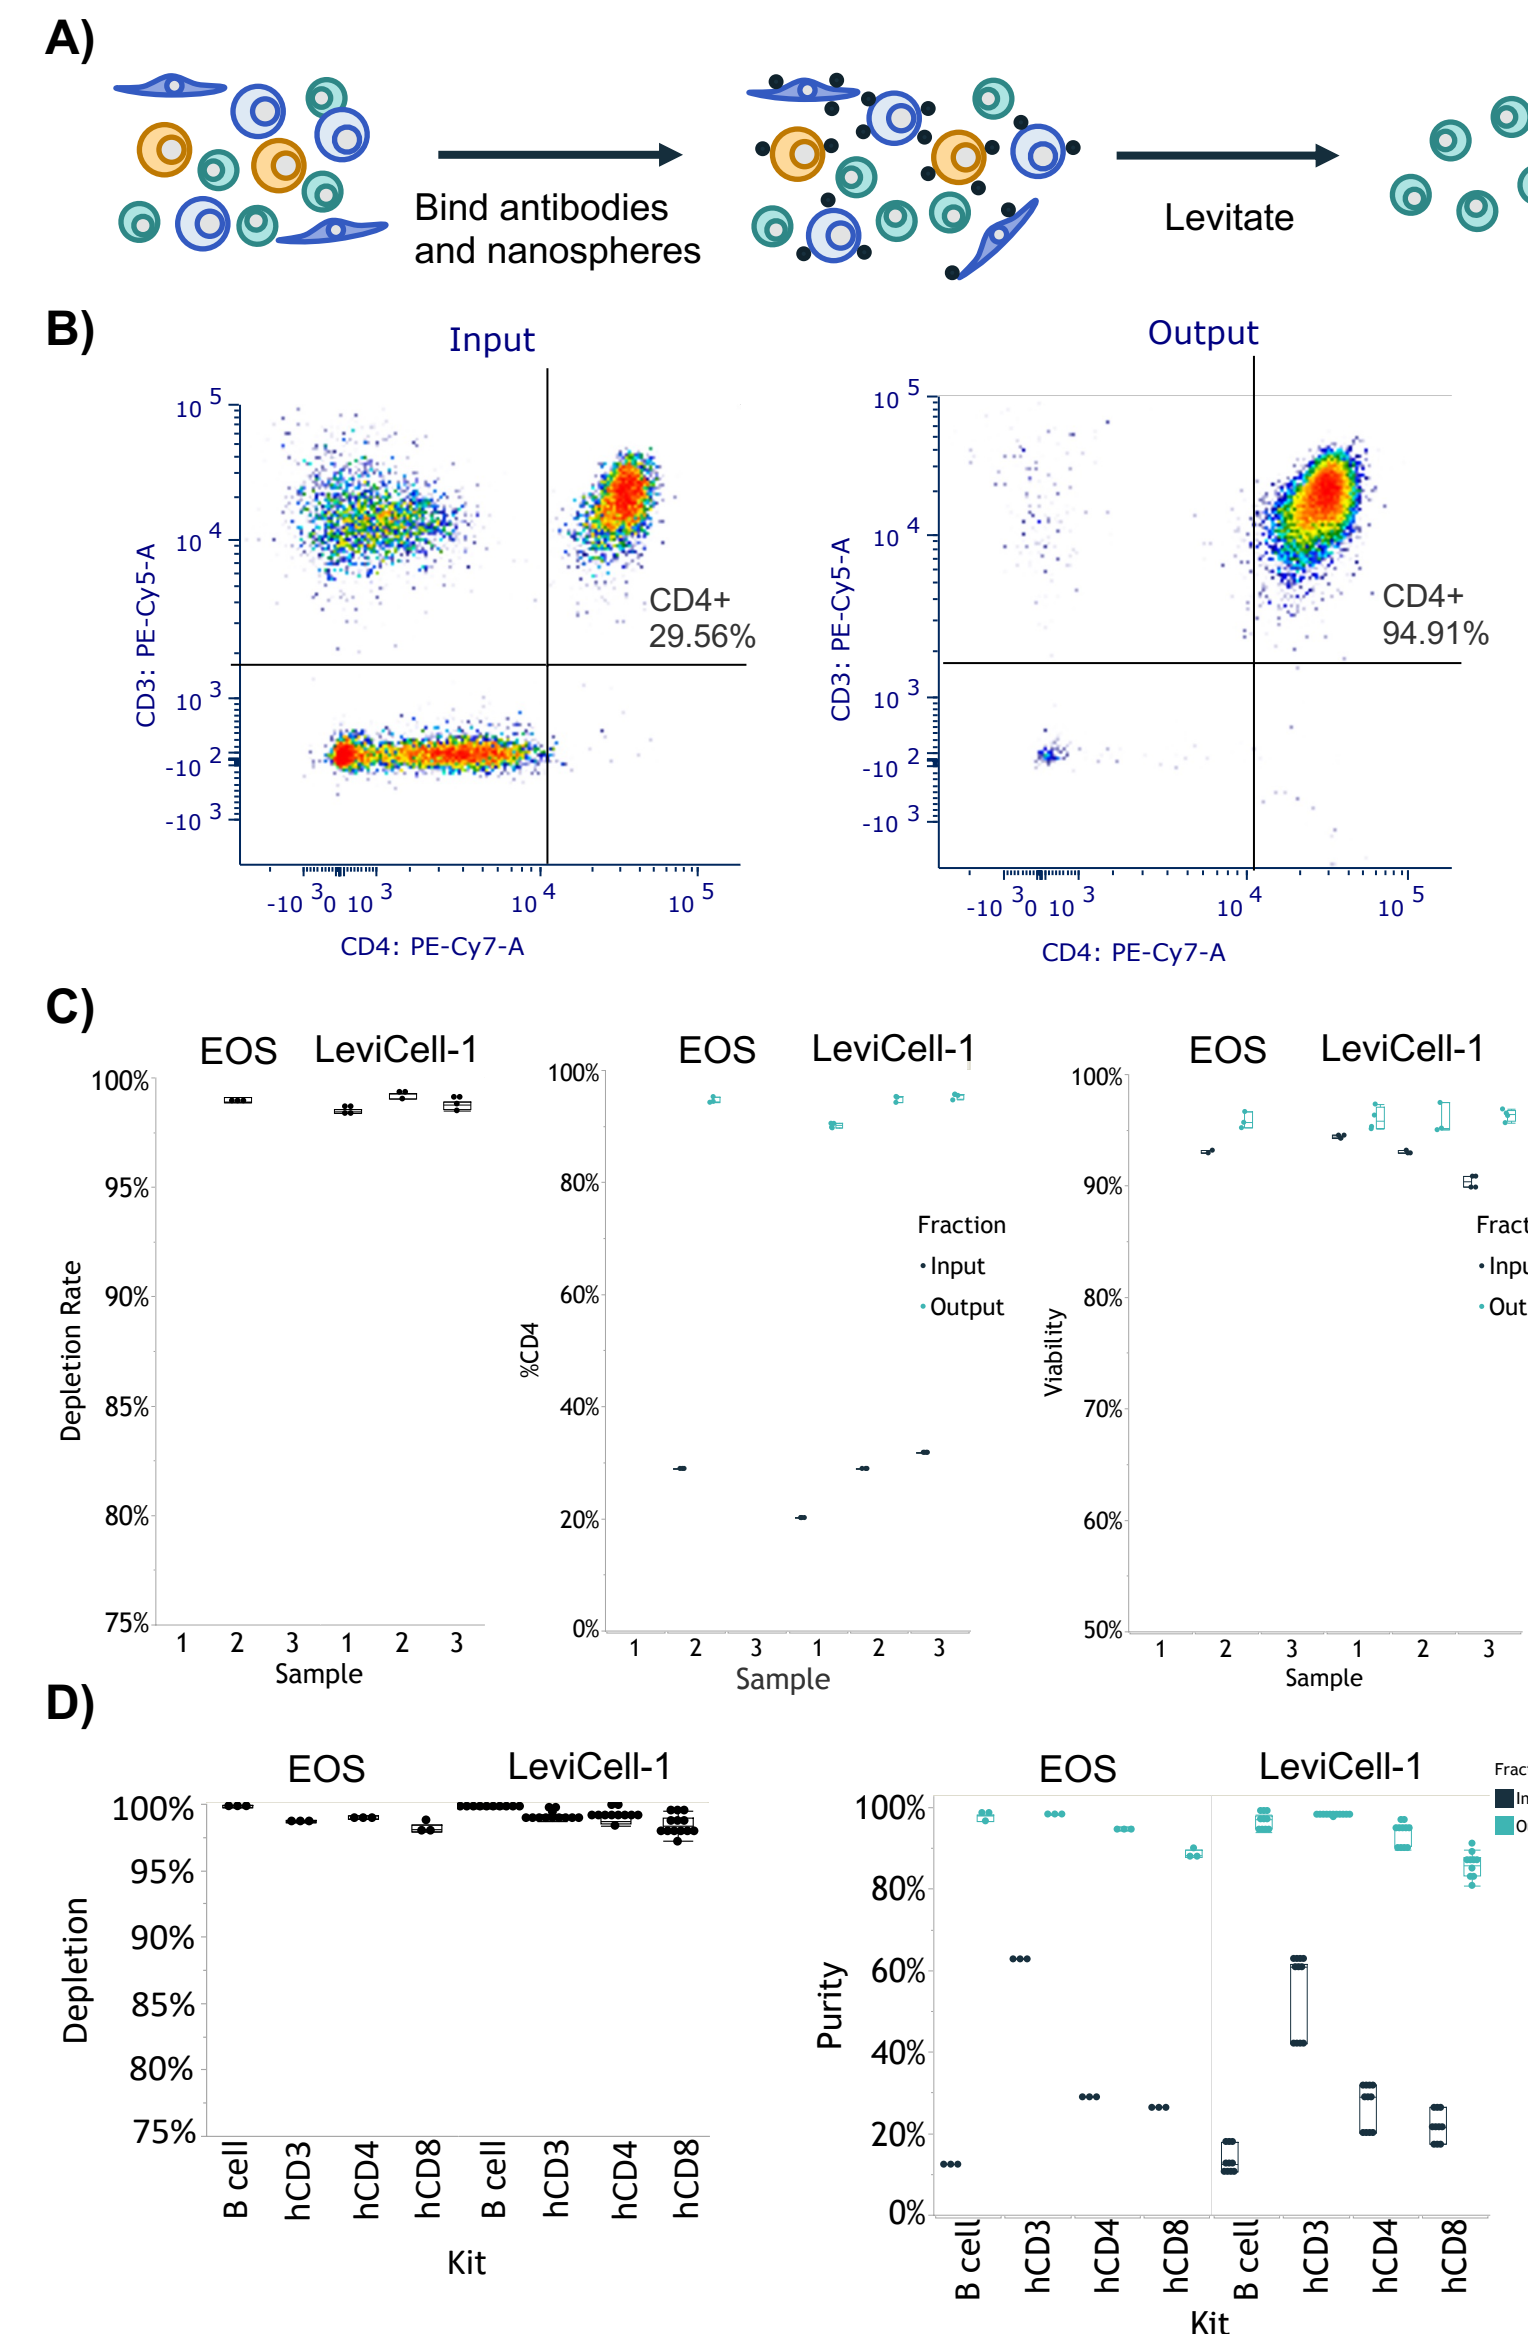 A)
Bind antibodies
and nanospheres
Levitate
B)
Input
10 5
10 4
10 3
-10 2
-10 3
CD3: PE-Cy5-A
CD4+
29.56%
-10 3 0 10 3
10 4
10 5
CD4: PE-Cy7-A
Output
10 5
10 4
10 3
-10 2
-10 3
CD3: PE-Cy5-A
CD4+
94.91%
-10 3 0 10 3
10 4
10 5
CD4: PE-Cy7-A
C)
EOS LeviCell-1
100%
95%
90%
85%
80%
75%
Depletion Rate
1 2 3 1 2 3
Sample
EOS LeviCell-1
100%
80%
60%
40%
20%
0%
%CD4
Fraction
Input
Output
1 2 3 1 2 3
Sample
EOS LeviCell-1
100%
90%
80%
70%
60%
50%
Viability
Fract
Inpu
Out
1 2 3 1 2 3
Sample
D)
EOS LeviCell-1
100%
95%
90%
85%
80%
75%
Depletion
B cell hCD3 hCD4 hCD8 B cell hCD3 hCD4 hCD8
Kit
EOS LeviCell-1
100%
80%
60%
40%
20%
0%
Purity
Frac
In
O
B cell hCD3 hCD4 hCD8 B cell hCD3 hCD4 hCD8
Kit